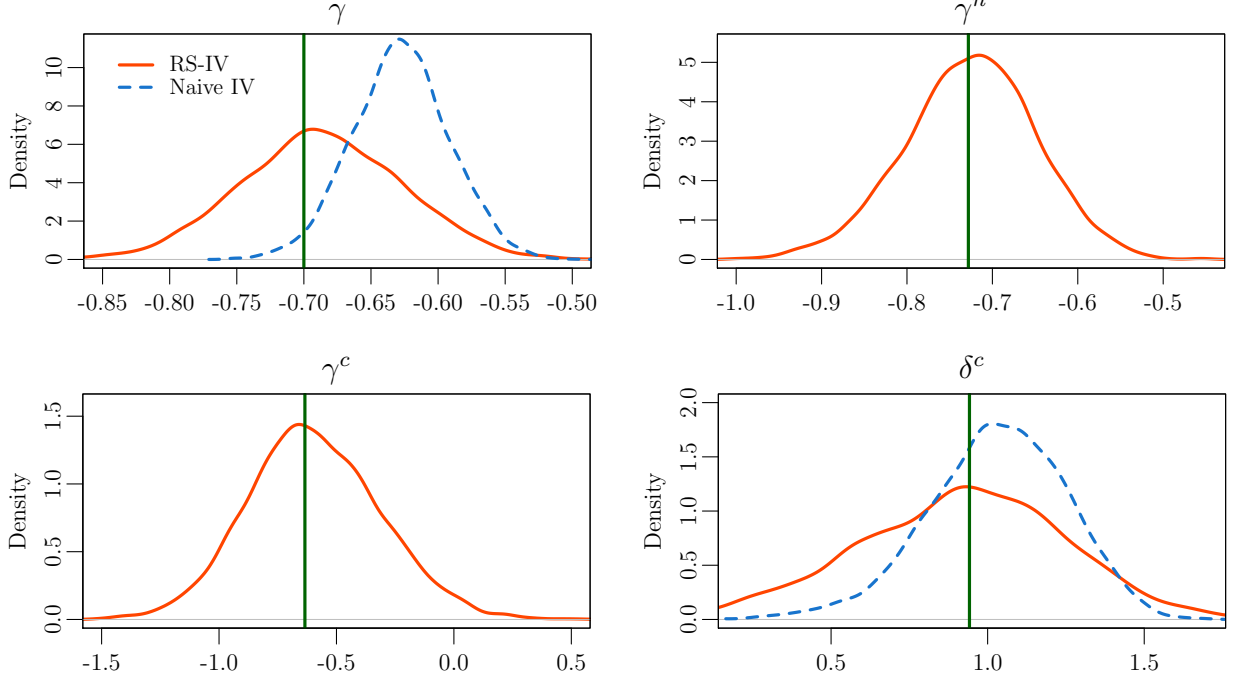 γ
RS-IV
Naive IV
Density
0 2 4 6 8 10
-0.85 -0.80 -0.75 -0.70 -0.65 -0.60 -0.55 -0.50
γⁿ
Density
0 1 2 3 4 5
-1.0 -0.9 -0.8 -0.7 -0.6 -0.5
γᶜ
Density
0.0 0.5 1.0 1.5
-1.5 -1.0 -0.5 0.0 0.5
δᶜ
Density
0.0 0.5 1.0 1.5 2.0
0.5 1.0 1.5